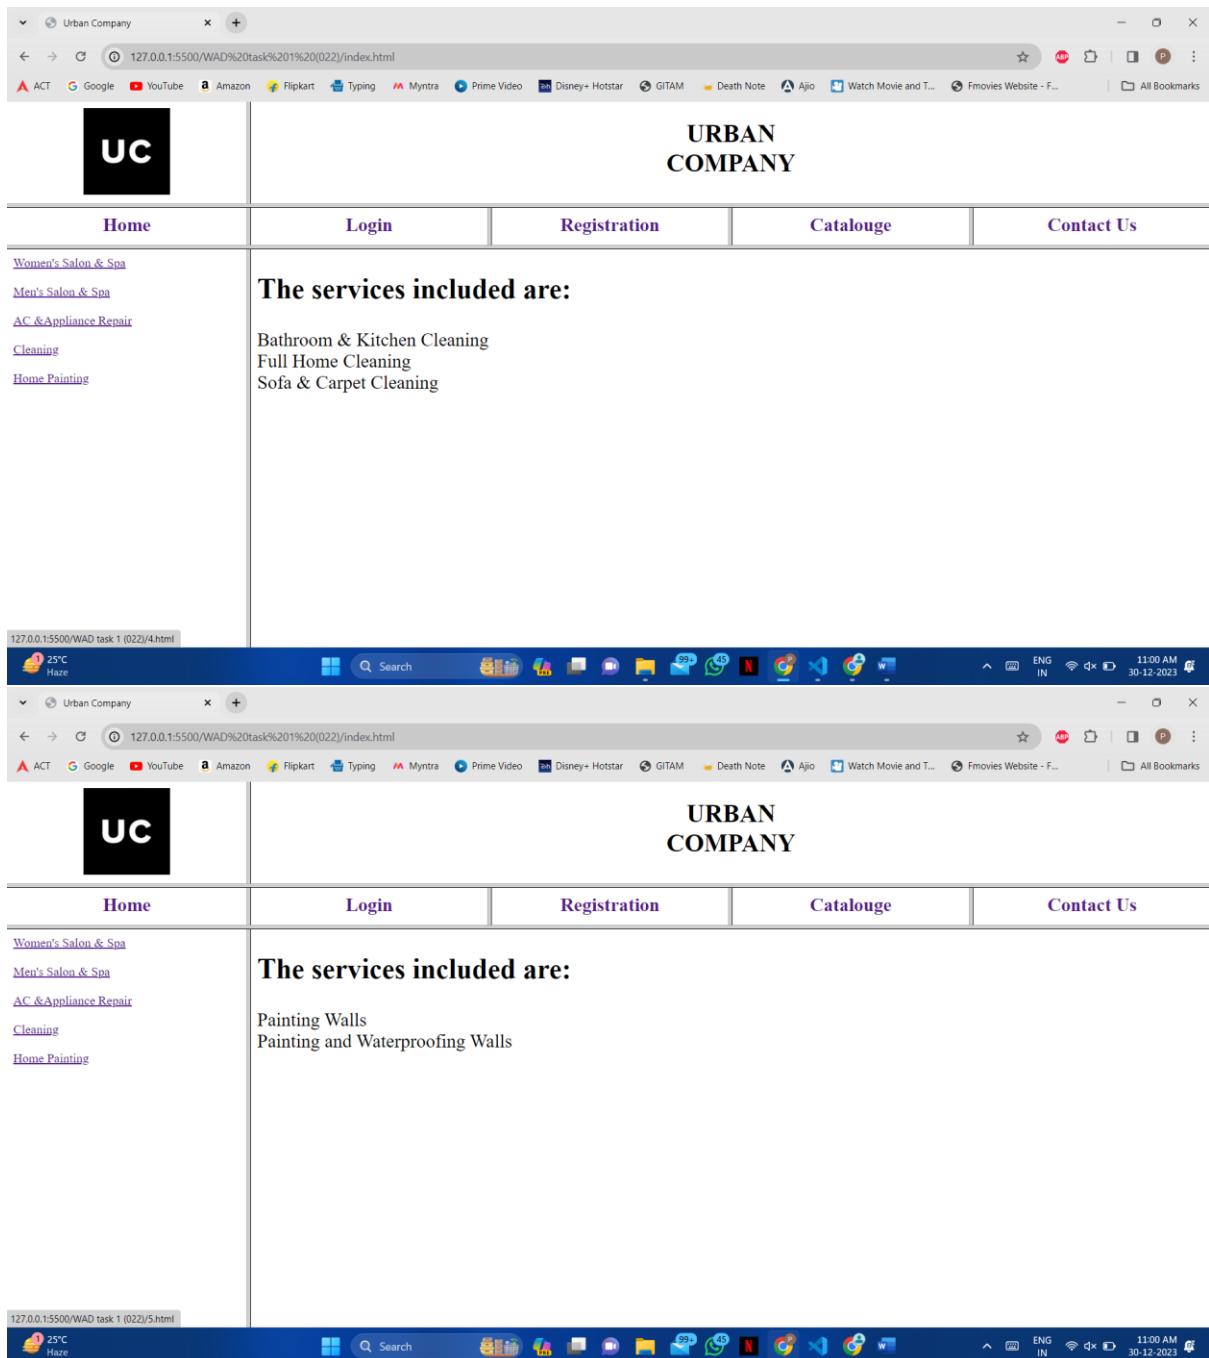 Urban Company
127.0.0.1:5500/WAD%20task%201%20(022)/index.html
ABP P
ACT Google YouTube Amazon Flipkart Typing Myntra Prime Video Disney+ Hotstar GITAM Death Note Ajio Watch Movie and T... Fmovies Website - F... All Bookmarks
UC
URBAN
COMPANY
Home Login Registration Catalouge Contact Us
Women's Salon & Spa
Men's Salon & Spa
AC &Appliance Repair
Cleaning
Home Painting
The services included are:
Bathroom & Kitchen Cleaning
Full Home Cleaning
Sofa & Carpet Cleaning
127.0.0.1:5500/WAD task 1 (022)/4.html
1 25°C
Haze
Search
99+ 45 N
ENG
IN
11:00 AM
30-12-2023
Urban Company
127.0.0.1:5500/WAD%20task%201%20(022)/index.html
ABP P
ACT Google YouTube Amazon Flipkart Typing Myntra Prime Video Disney+ Hotstar GITAM Death Note Ajio Watch Movie and T... Fmovies Website - F... All Bookmarks
UC
URBAN
COMPANY
Home Login Registration Catalouge Contact Us
Women's Salon & Spa
Men's Salon & Spa
AC &Appliance Repair
Cleaning
Home Painting
The services included are:
Painting Walls
Painting and Waterproofing Walls
127.0.0.1:5500/WAD task 1 (022)/5.html
1 25°C
Haze
Search
99+ 45 N
ENG
IN
11:00 AM
30-12-2023